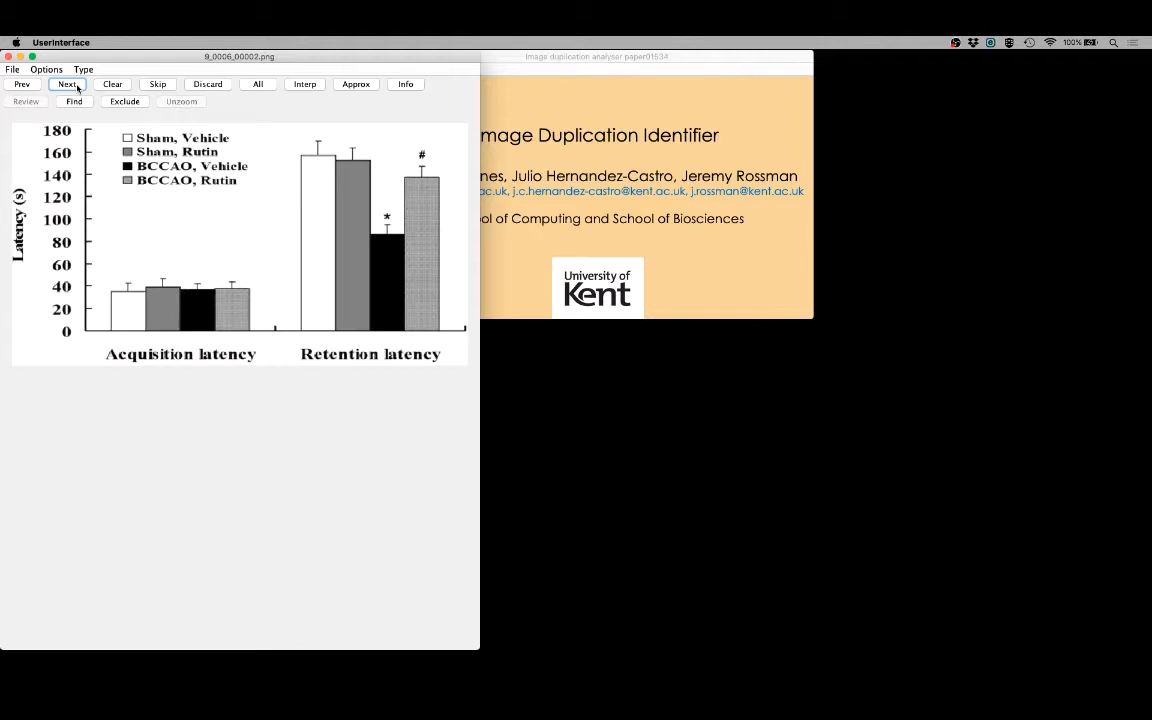 UserInterface
100%
9_0006_00002.png
Image duplication analyser paper01534
File Options Type
Prev Next Clear Skip Discard All Interp Approx Info
Review Find Exclude Unzoom
180
160
140
120
100
80
60
40
20
0
Latency (s)
Sham, Vehicle
Sham, Rutin
BCCAO, Vehicle
BCCAO, Rutin
*
#
Acquisition latency
Retention latency
mage Duplication Identifier
nes, Julio Hernandez-Castro, Jeremy Rossman
ac.uk, j.c.hernandez-castro@kent.ac.uk, j.rossman@kent.ac.uk
ol of Computing and School of Biosciences
University of
Kent